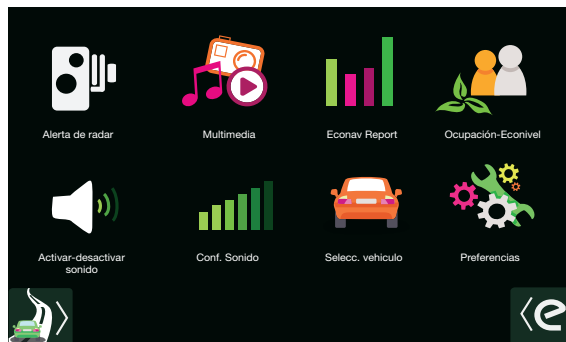 Alerta de radar
Multimedia
Econav Report
Ocupación-Econivel
Activar-desactivar
sonido
Conf. Sonido
Selecc. vehiculo
Preferencias
e